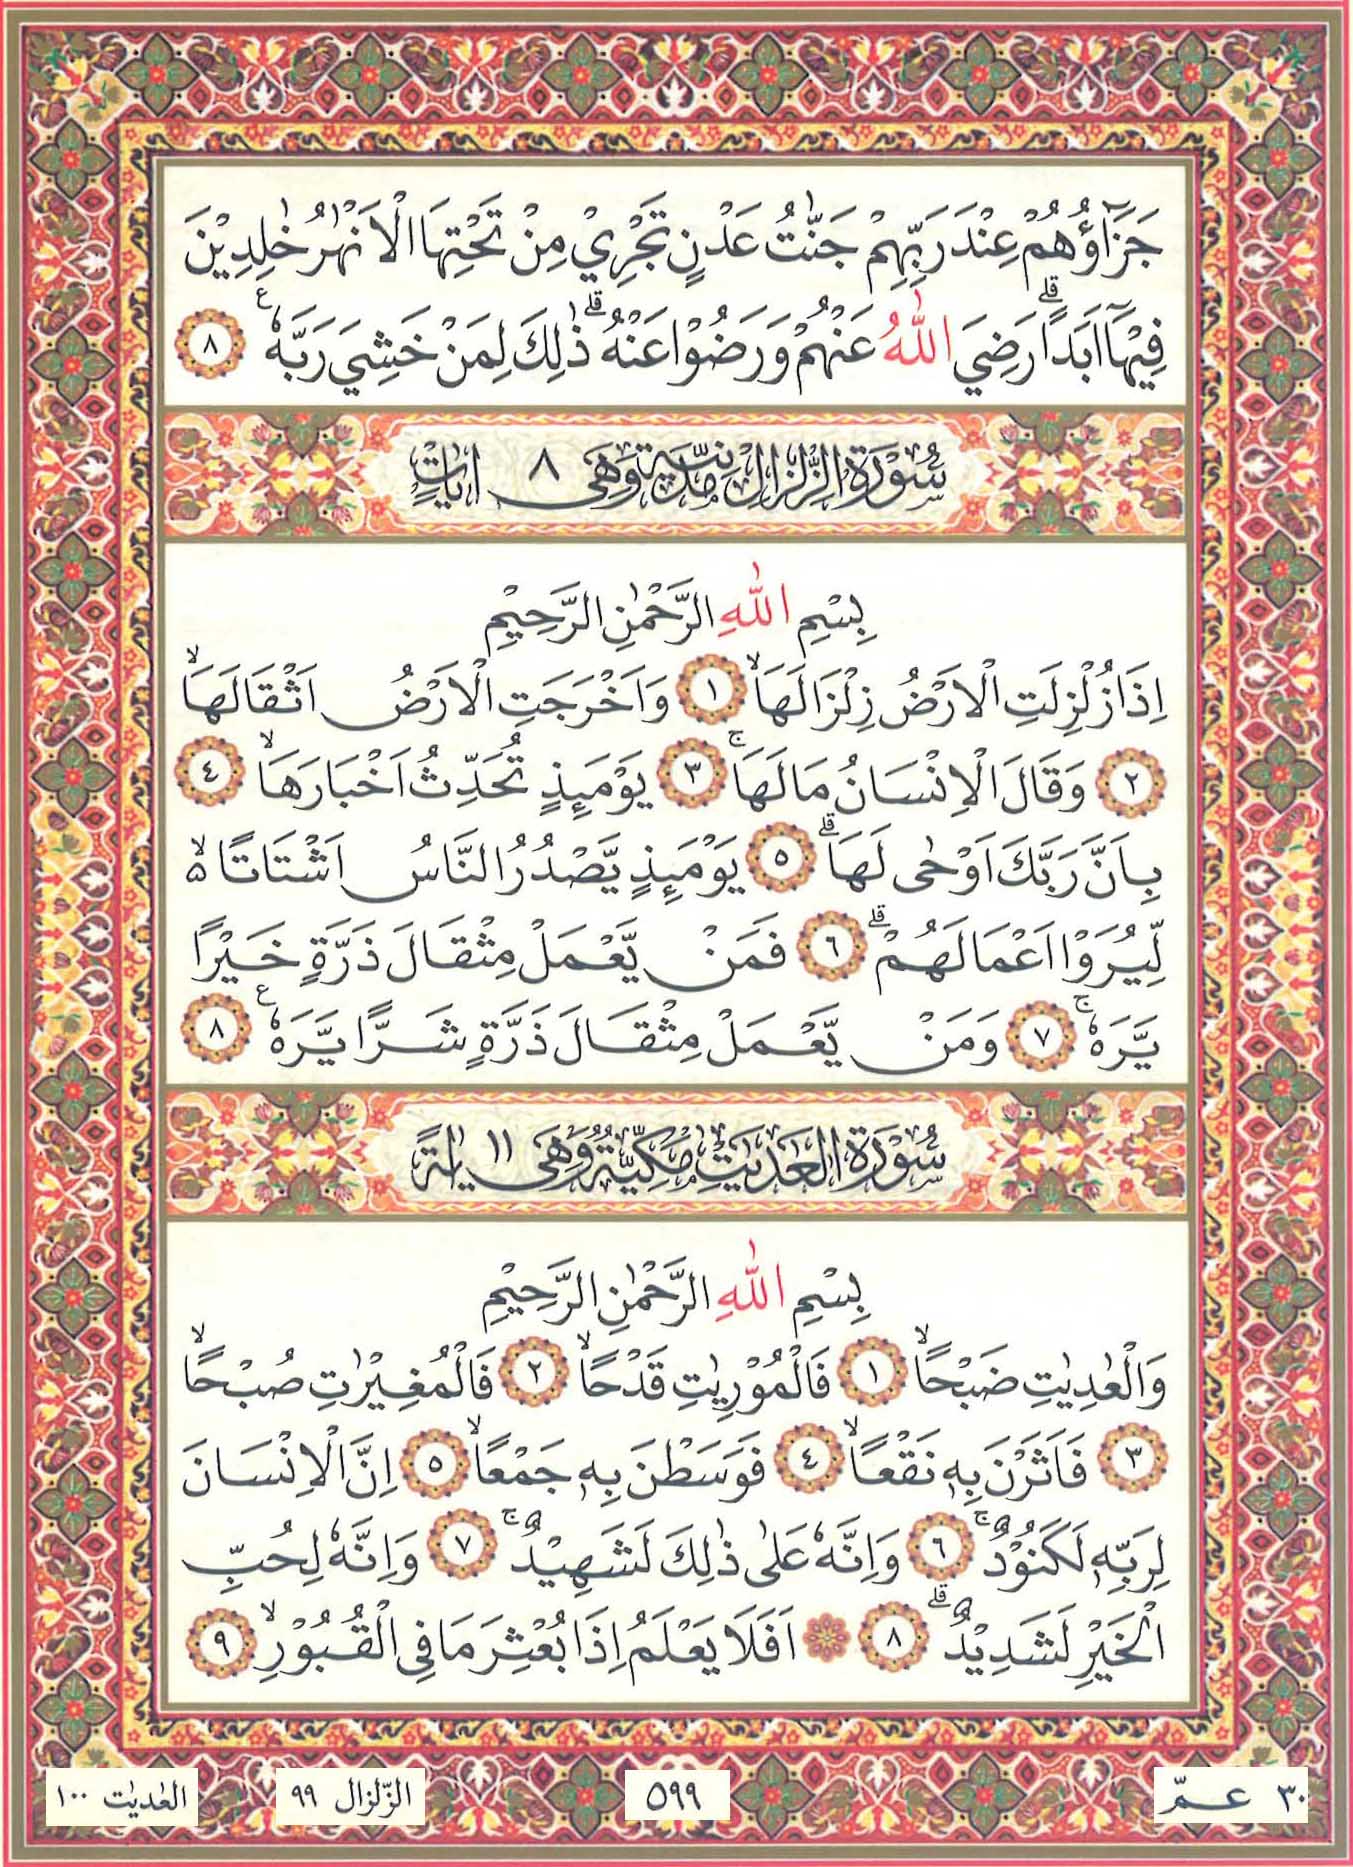 جَزَآؤُهُمْ عِنْدَ رَبِّهِمْ جَنّٰتُ عَدْنٍ تَجْرِيْ مِنْ تَحْتِهَا الْاَنْهٰرُ خٰلِدِيْنَ
فِيْهَآ اَبَدًاۗ رَضِيَ اللّٰهُ عَنْهُمْ وَرَضُوْا عَنْهُۗ ذٰلِكَ لِمَنْ خَشِيَ رَبَّهٗ ࣖ ٨
سُوْرَةُ الزِّلْزَالِ مَدَنِيَّةٌ وَهِىَ ٨ اٰيَاتٍ
بِسْمِ اللّٰهِ الرَّحْمٰنِ الرَّحِيْمِ
اِذَا زُلْزِلَتِ الْاَرْضُ زِلْزَالَهَاۙ ١ وَاَخْرَجَتِ الْاَرْضُ اَثْقَالَهَاۙ
٢ وَقَالَ الْاِنْسَانُ مَا لَهَاۚ ٣ يَوْمَىِٕذٍ تُحَدِّثُ اَخْبَارَهَاۙ ٤
بِاَنَّ رَبَّكَ اَوْحٰى لَهَاۗ ٥ يَوْمَىِٕذٍ يَّصْدُرُ النَّاسُ اَشْتَاتًا ەۙ
لِّيُرَوْا اَعْمَالَهُمْۗ ٦ فَمَنْ يَّعْمَلْ مِثْقَالَ ذَرَّةٍ خَيْرًا
يَّرَهٗۚ ٧ وَمَنْ يَّعْمَلْ مِثْقَالَ ذَرَّةٍ شَرًّا يَّرَهٗ ࣖ ٨
سُوْرَةُ الْعٰدِيٰتِ مَكِّيَّةٌ وَهِىَ ١١ اٰيَةً
بِسْمِ اللّٰهِ الرَّحْمٰنِ الرَّحِيْمِ
وَالْعٰدِيٰتِ ضَبْحًاۙ ١ فَالْمُوْرِيٰتِ قَدْحًاۙ ٢ فَالْمُغِيْرٰتِ صُبْحًاۙ
٣ فَاَثَرْنَ بِهٖ نَقْعًاۙ ٤ فَوَسَطْنَ بِهٖ جَمْعًاۙ ٥ اِنَّ الْاِنْسَانَ
لِرَبِّهٖ لَكَنُوْدٌۚ ٦ وَاِنَّهٗ عَلٰى ذٰلِكَ لَشَهِيْدٌۚ ٧ وَاِنَّهٗ لِحُبِّ
الْخَيْرِ لَشَدِيْدٌۗ ٨ ۞ اَفَلَا يَعْلَمُ اِذَا بُعْثِرَ مَا فِى الْقُبُوْرِۙ ٩
٣٠ عــمّ
٥٩٩
الزّلزال ٩٩
العٰديٰت ١٠٠